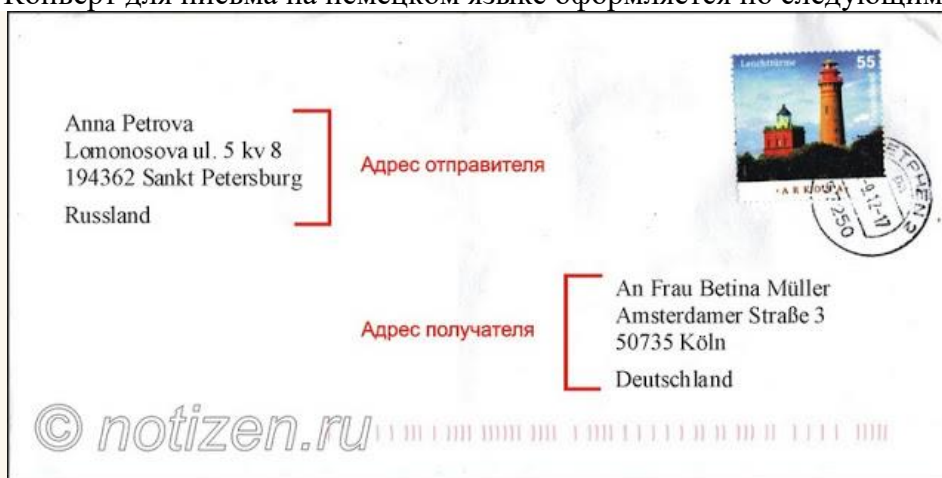 Конверт для письма на немецком языке оформляется по следующим
Leuchttürme 55
Anna Petrova
Lomonosova ul. 5 kv 8
194362 Sankt Petersburg
Russland
Адрес отправителя
An Frau Betina Müller
Amsterdamer Straße 3
50735 Köln
Deutschland
Адрес получателя
© notizen.ru